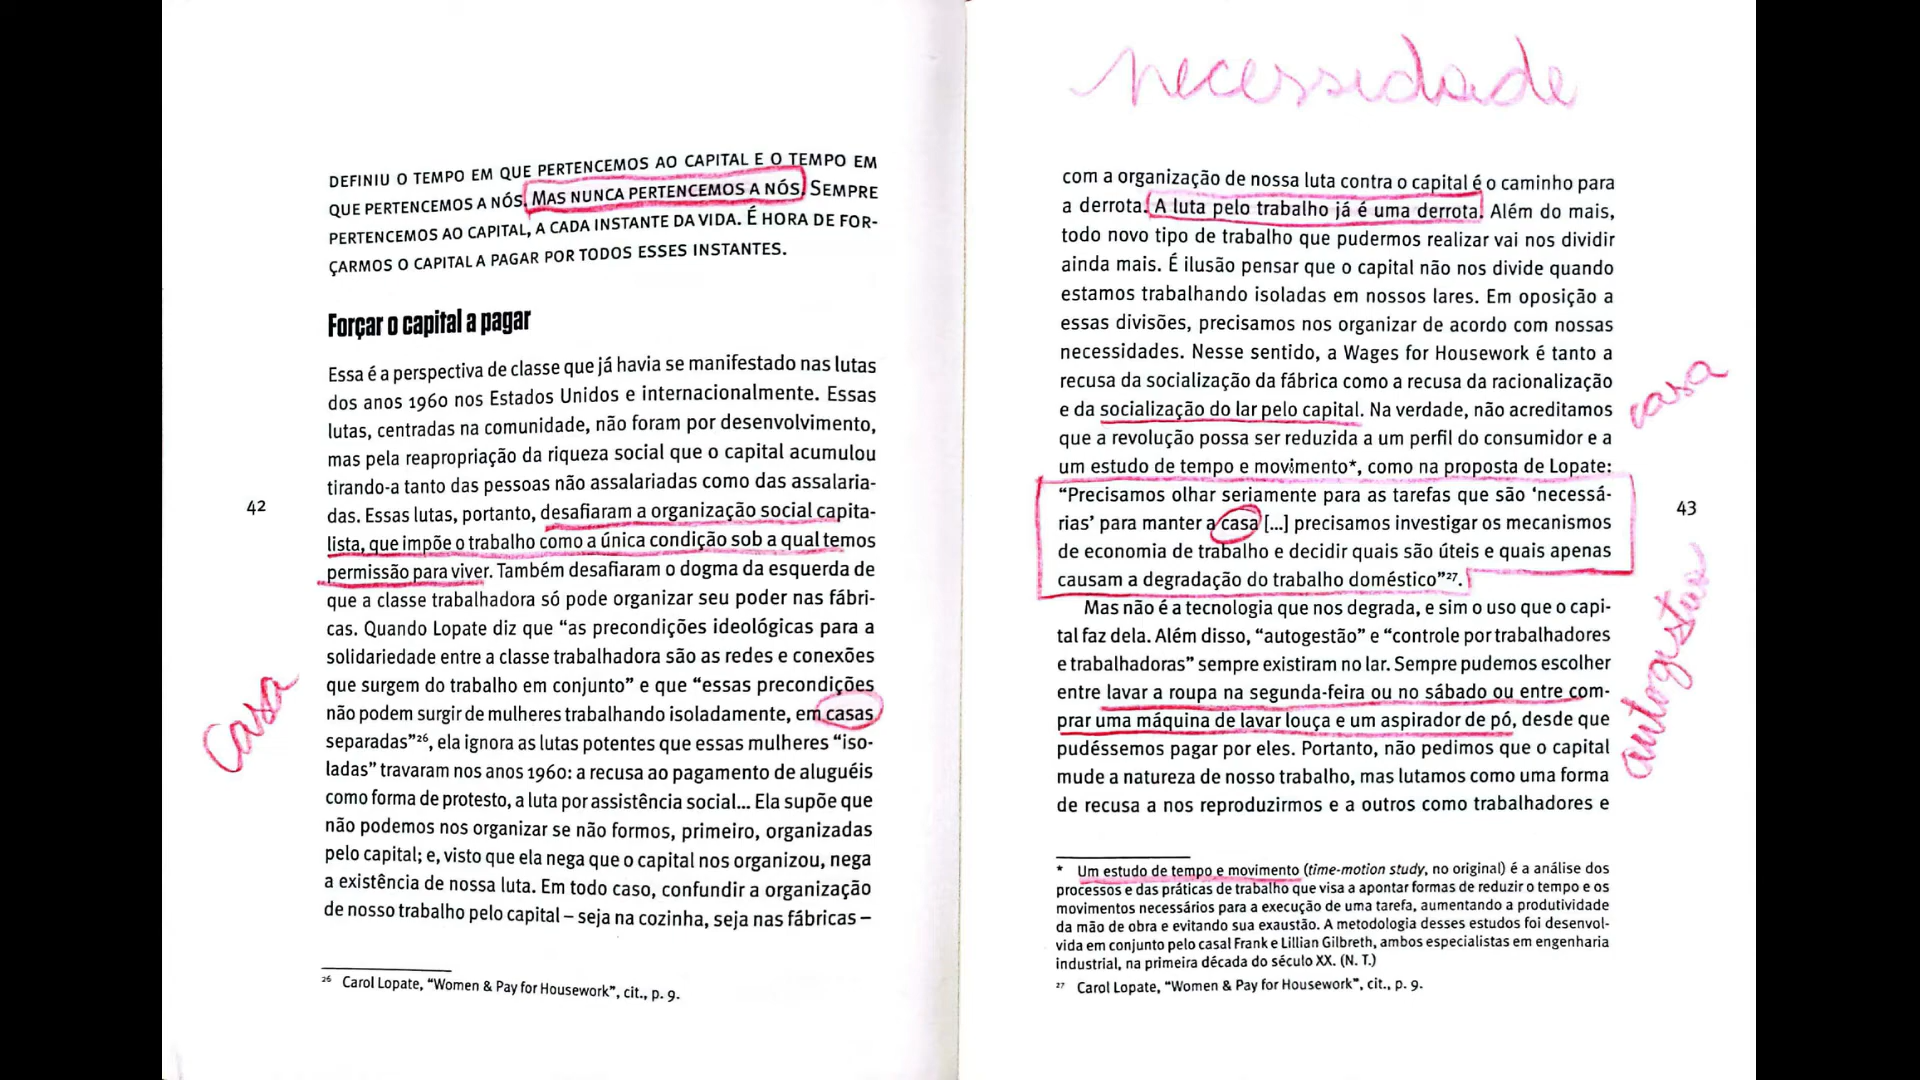 DEFINIU O TEMPO EM QUE PERTENCEMOS AO CAPITAL E O TEMPO EM
QUE PERTENCEMOS A NÓS. MAS NUNCA PERTENCEMOS A NÓS. SEMPRE
PERTENCEMOS AO CAPITAL, A CADA INSTANTE DA VIDA. É HORA DE FOR-
ÇARMOS O CAPITAL A PAGAR POR TODOS ESSES INSTANTES.
Forçar o capital a pagar
Essa é a perspectiva de classe que já havia se manifestado nas lutas
dos anos 1960 nos Estados Unidos e internacionalmente. Essas
lutas, centradas na comunidade, não foram por desenvolvimento,
mas pela reapropriação da riqueza social que o capital acumulou
tirando-a tanto das pessoas não assalariadas como das assalaria-
das. Essas lutas, portanto, desafiaram a organização social capita-
lista, que impõe o trabalho como a única condição sob a qual temos
permissão para viver. Também desafiaram o dogma da esquerda de
que a classe trabalhadora só pode organizar seu poder nas fábri-
cas. Quando Lopate diz que “as precondições ideológicas para a
solidariedade entre a classe trabalhadora são as redes e conexões
que surgem do trabalho em conjunto” e que “essas precondições
não podem surgir de mulheres trabalhando isoladamente, em casas
separadas”²⁶, ela ignora as lutas potentes que essas mulheres “iso-
ladas” travaram nos anos 1960: a recusa ao pagamento de aluguéis
como forma de protesto, a luta por assistência social... Ela supõe que
não podemos nos organizar se não formos, primeiro, organizadas
pelo capital; e, visto que ela nega que o capital nos organizou, nega
a existência de nossa luta. Em todo caso, confundir a organização
de nosso trabalho pelo capital – seja na cozinha, seja nas fábricas –
42
casa
²⁶ Carol Lopate, “Women & Pay for Housework”, cit., p. 9.
necessidade
com a organização de nossa luta contra o capital é o caminho para
a derrota. A luta pelo trabalho já é uma derrota. Além do mais,
todo novo tipo de trabalho que pudermos realizar vai nos dividir
ainda mais. É ilusão pensar que o capital não nos divide quando
estamos trabalhando isoladas em nossos lares. Em oposição a
essas divisões, precisamos nos organizar de acordo com nossas
necessidades. Nesse sentido, a Wages for Housework é tanto a
recusa da socialização da fábrica como a recusa da racionalização
e da socialização do lar pelo capital. Na verdade, não acreditamos
que a revolução possa ser reduzida a um perfil do consumidor e a
um estudo de tempo e movimento*, como na proposta de Lopate:
“Precisamos olhar seriamente para as tarefas que são ‘necessá-
rias’ para manter a casa [...] precisamos investigar os mecanismos
de economia de trabalho e decidir quais são úteis e quais apenas
causam a degradação do trabalho doméstico”²⁷.
Mas não é a tecnologia que nos degrada, e sim o uso que o capi-
tal faz dela. Além disso, “autogestão” e “controle por trabalhadores
e trabalhadoras” sempre existiram no lar. Sempre pudemos escolher
entre lavar a roupa na segunda-feira ou no sábado ou entre com-
prar uma máquina de lavar louça e um aspirador de pó, desde que
pudéssemos pagar por eles. Portanto, não pedimos que o capital
mude a natureza de nosso trabalho, mas lutamos como uma forma
de recusa a nos reproduzirmos e a outros como trabalhadores e
casa
43
autogestão
* Um estudo de tempo e movimento (time-motion study, no original) é a análise dos
processos e das práticas de trabalho que visa a apontar formas de reduzir o tempo e os
movimentos necessários para a execução de uma tarefa, aumentando a produtividade
da mão de obra e evitando sua exaustão. A metodologia desses estudos foi desenvol-
vida em conjunto pelo casal Frank e Lillian Gilbreth, ambos especialistas em engenharia
industrial, na primeira década do século XX. (N. T.)
²⁷ Carol Lopate, “Women & Pay for Housework”, cit., p. 9.